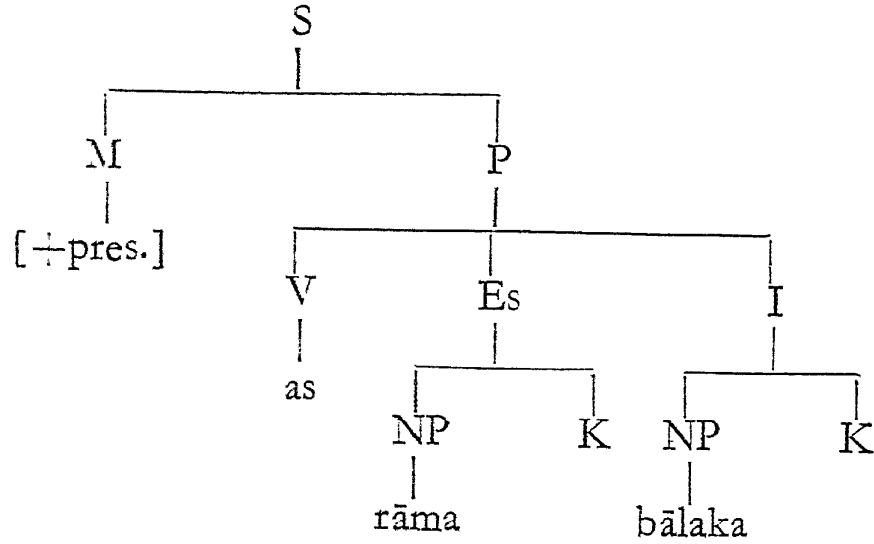 S
M P
[+pres.]
V Es I
as
NP K NP K
rāma bālaka